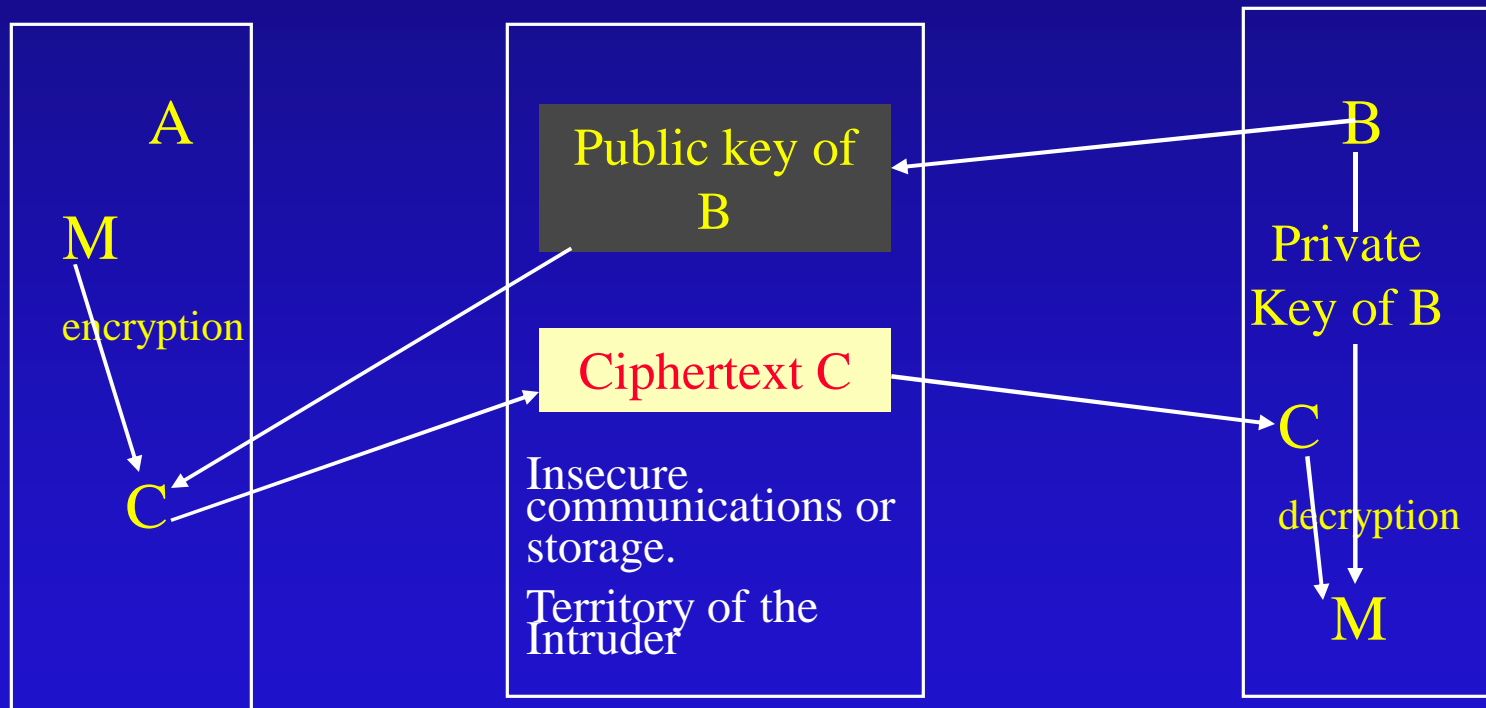 A
M
encryption
C
Public key of
B
Ciphertext C
Insecure
communications or
storage.
Territory of the
Intruder
B
Private
Key of B
C
decryption
M